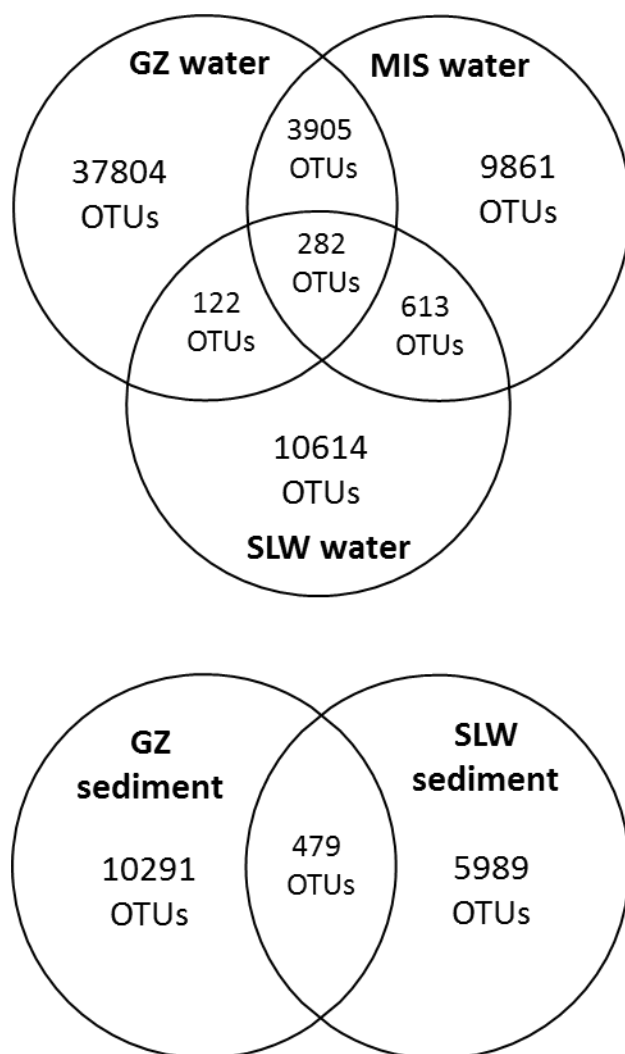 GZ water
MIS water
3905
OTUs
37804
OTUs
9861
OTUs
282
OTUs
122
OTUs
613
OTUs
10614
OTUs
SLW water
GZ
sediment
SLW
sediment
479
OTUs
10291
OTUs
5989
OTUs